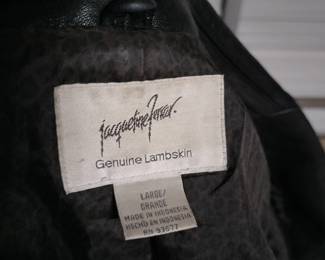 jacqueline Ferrar.
Genuine Lambskin
LARGE/
GRANDE
MADE IN INDONESIA
HECHO EN INDONESIA
RN 93677